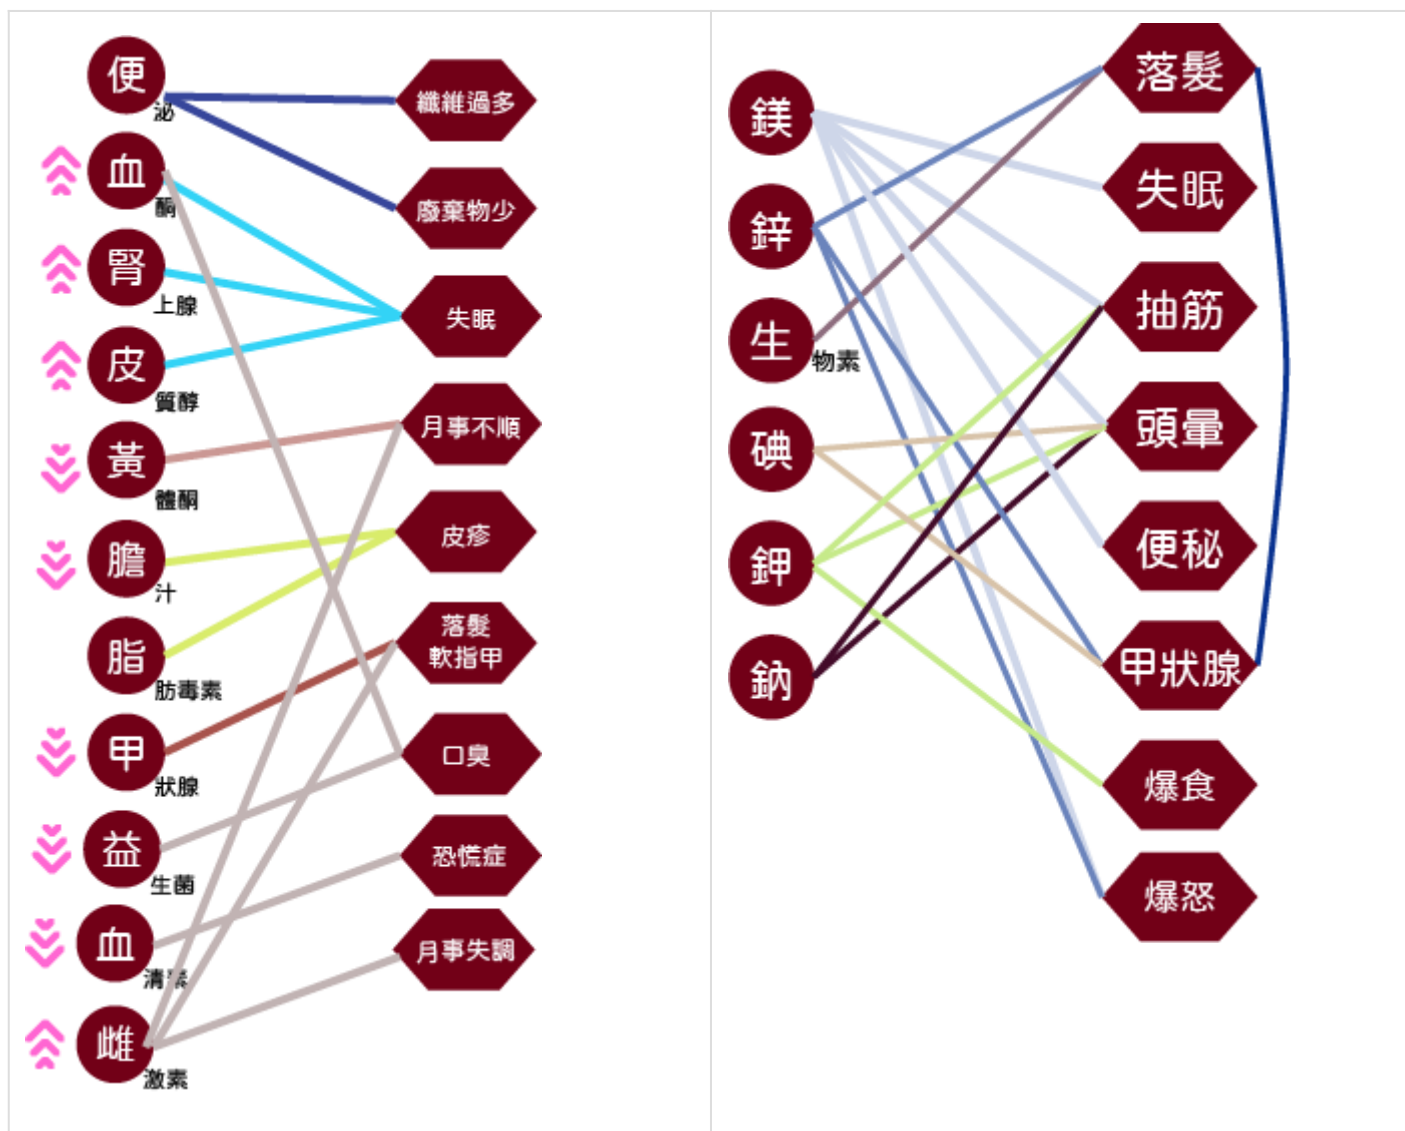 便
泌
血
酮
腎
上腺
皮
質醇
黃
體酮
膽
汁
脂
肪毒素
甲
狀腺
益
生菌
血
清素
雌
激素
纖維過多
廢棄物少
失眠
月事不順
皮疹
落髮
軟指甲
口臭
恐慌症
月事失調
鎂
鋅
生
物素
碘
鉀
鈉
落髮
失眠
抽筋
頭暈
便秘
甲狀腺
爆食
爆怒